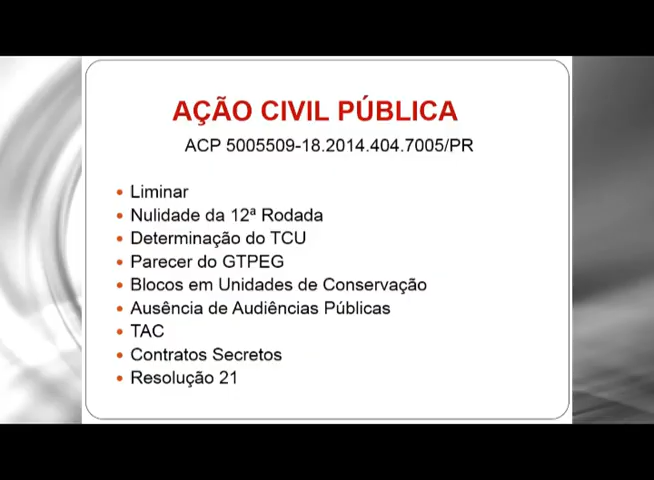 AÇÃO CIVIL PÚBLICA
ACP 5005509-18.2014.404.7005/PR
• Liminar
• Nulidade da 12ª Rodada
• Determinação do TCU
• Parecer do GTPEG
• Blocos em Unidades de Conservação
• Ausência de Audiências Públicas
• TAC
• Contratos Secretos
• Resolução 21